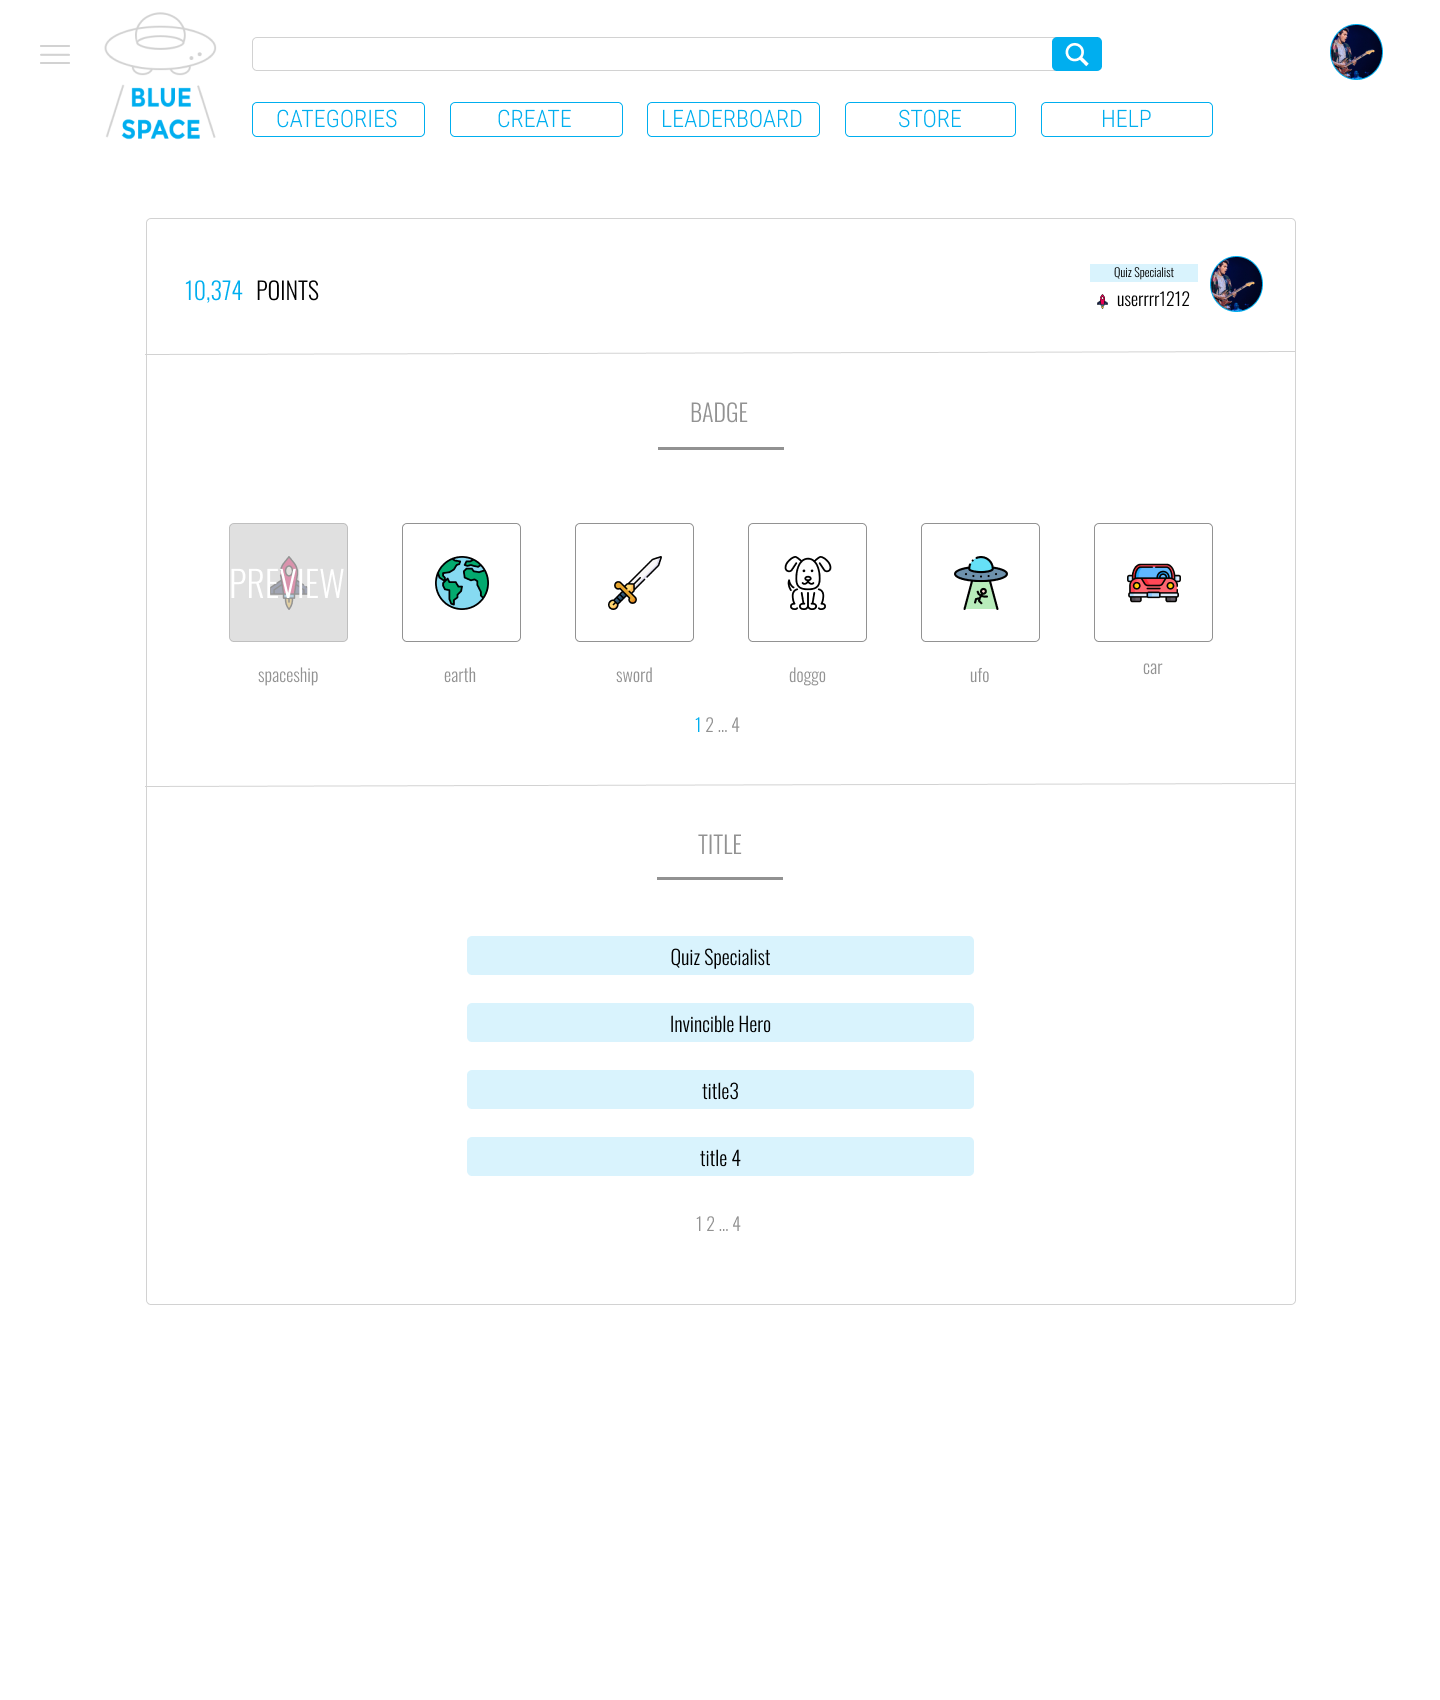 BLUE
SPACE
CATEGORIES
CREATE
LEADERBOARD
STORE
HELP
10,374 POINTS
Quiz Specialist
userrrr1212
BADGE
PREVIEW
spaceship
earth
sword
doggo
ufo
car
1 2 ... 4
TITLE
Quiz Specialist
Invincible Hero
title3
title 4
1 2 ... 4